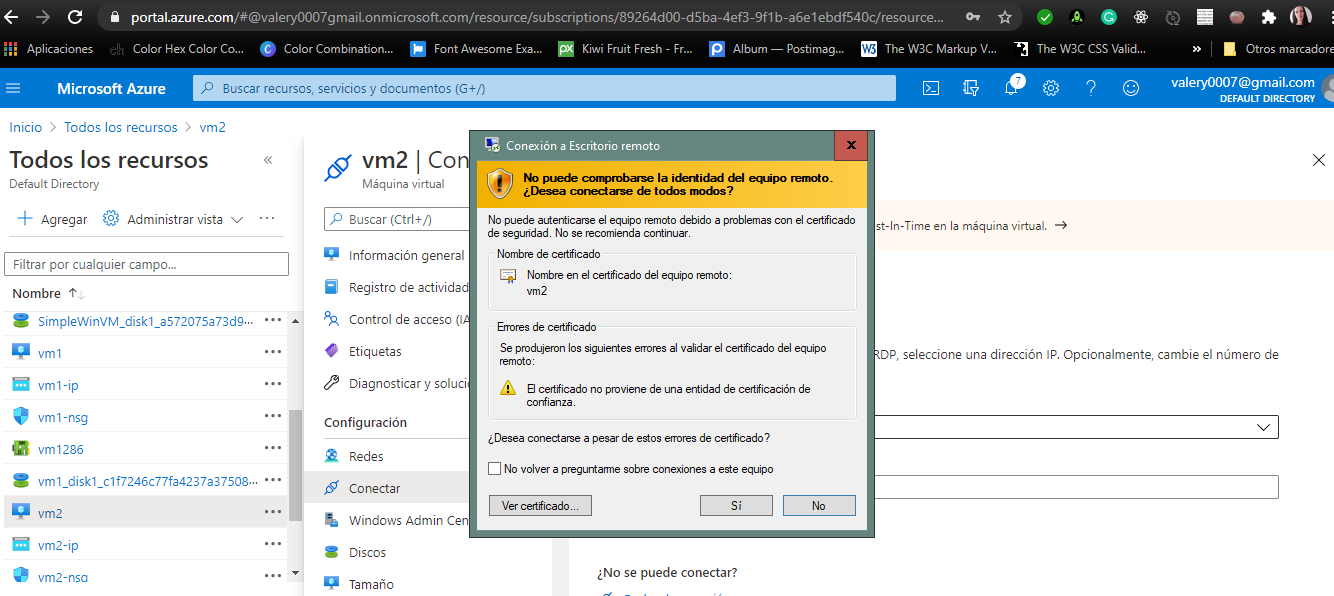 portal.azure.com/#@valery0007gmail.onmicrosoft.com/resource/subscriptions/89264d00-d5ba-4ef3-9f1b-a6e1ebdf540c/resource...
Aplicaciones
Color Hex Color Co...
Color Combination...
Font Awesome Exa...
Kiwi Fruit Fresh - Fr...
Album — Postimag...
The W3C Markup V...
The W3C CSS Valid...
»
Otros marcadore
Microsoft Azure
Buscar recursos, servicios y documentos (G+/)
7
valery0007@gmail.com
DEFAULT DIRECTORY
Inicio > Todos los recursos > vm2
Todos los recursos
«
Default Directory
Agregar
Administrar vista
...
Filtrar por cualquier campo...
Nombre ↑↓
SimpleWinVM_disk1_a572075a73d9...
vm1
vm1-ip
vm1-nsg
vm1286
vm1_disk1_c1f7246c77fa4237a37508...
vm2
vm2-ip
vm2-nsg
vm2 | Con
Máquina virtual
Buscar (Ctrl+/)
Información general
Registro de actividad
Control de acceso (IA
Etiquetas
Diagnosticar y soluci
Configuración
Redes
Conectar
Windows Admin Cen
Discos
Tamaño
Conexión a Escritorio remoto
No puede comprobarse la identidad del equipo remoto.
¿Desea conectarse de todos modos?
No puede autenticarse el equipo remoto debido a problemas con el certificado
de seguridad. No se recomienda continuar.
Nombre de certificado
Nombre en el certificado del equipo remoto:
vm2
Errores de certificado
Se produjeron los siguientes errores al validar el certificado del equipo
remoto:
El certificado no proviene de una entidad de certificación de
confianza.
¿Desea conectarse a pesar de estos errores de certificado?
No volver a preguntarme sobre conexiones a este equipo
Ver certificado...
Sí
No
st-In-Time en la máquina virtual. →
RDP, seleccione una dirección IP. Opcionalmente, cambie el número de
¿No se puede conectar?